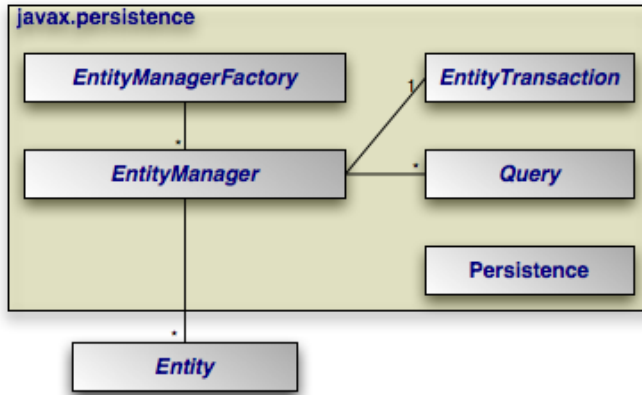 javax.persistence
EntityManagerFactory
EntityTransaction
1
*
EntityManager
*
Query
Persistence
*
Entity